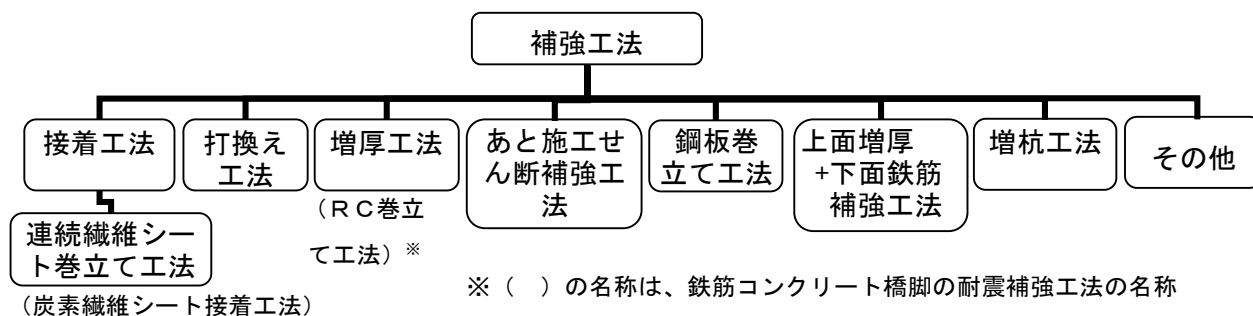 補強工法
接着工法
打換え
工法
増厚工法
（ＲＣ巻立
て工法）※
あと施工せ
ん断補強工
法
鋼板巻
立て工法
上面増厚
+下面鉄筋
補強工法
増杭工法
その他
連続繊維シー
ト巻立て工法
（炭素繊維シート接着工法）
※（　）の名称は、鉄筋コンクリート橋脚の耐震補強工法の名称